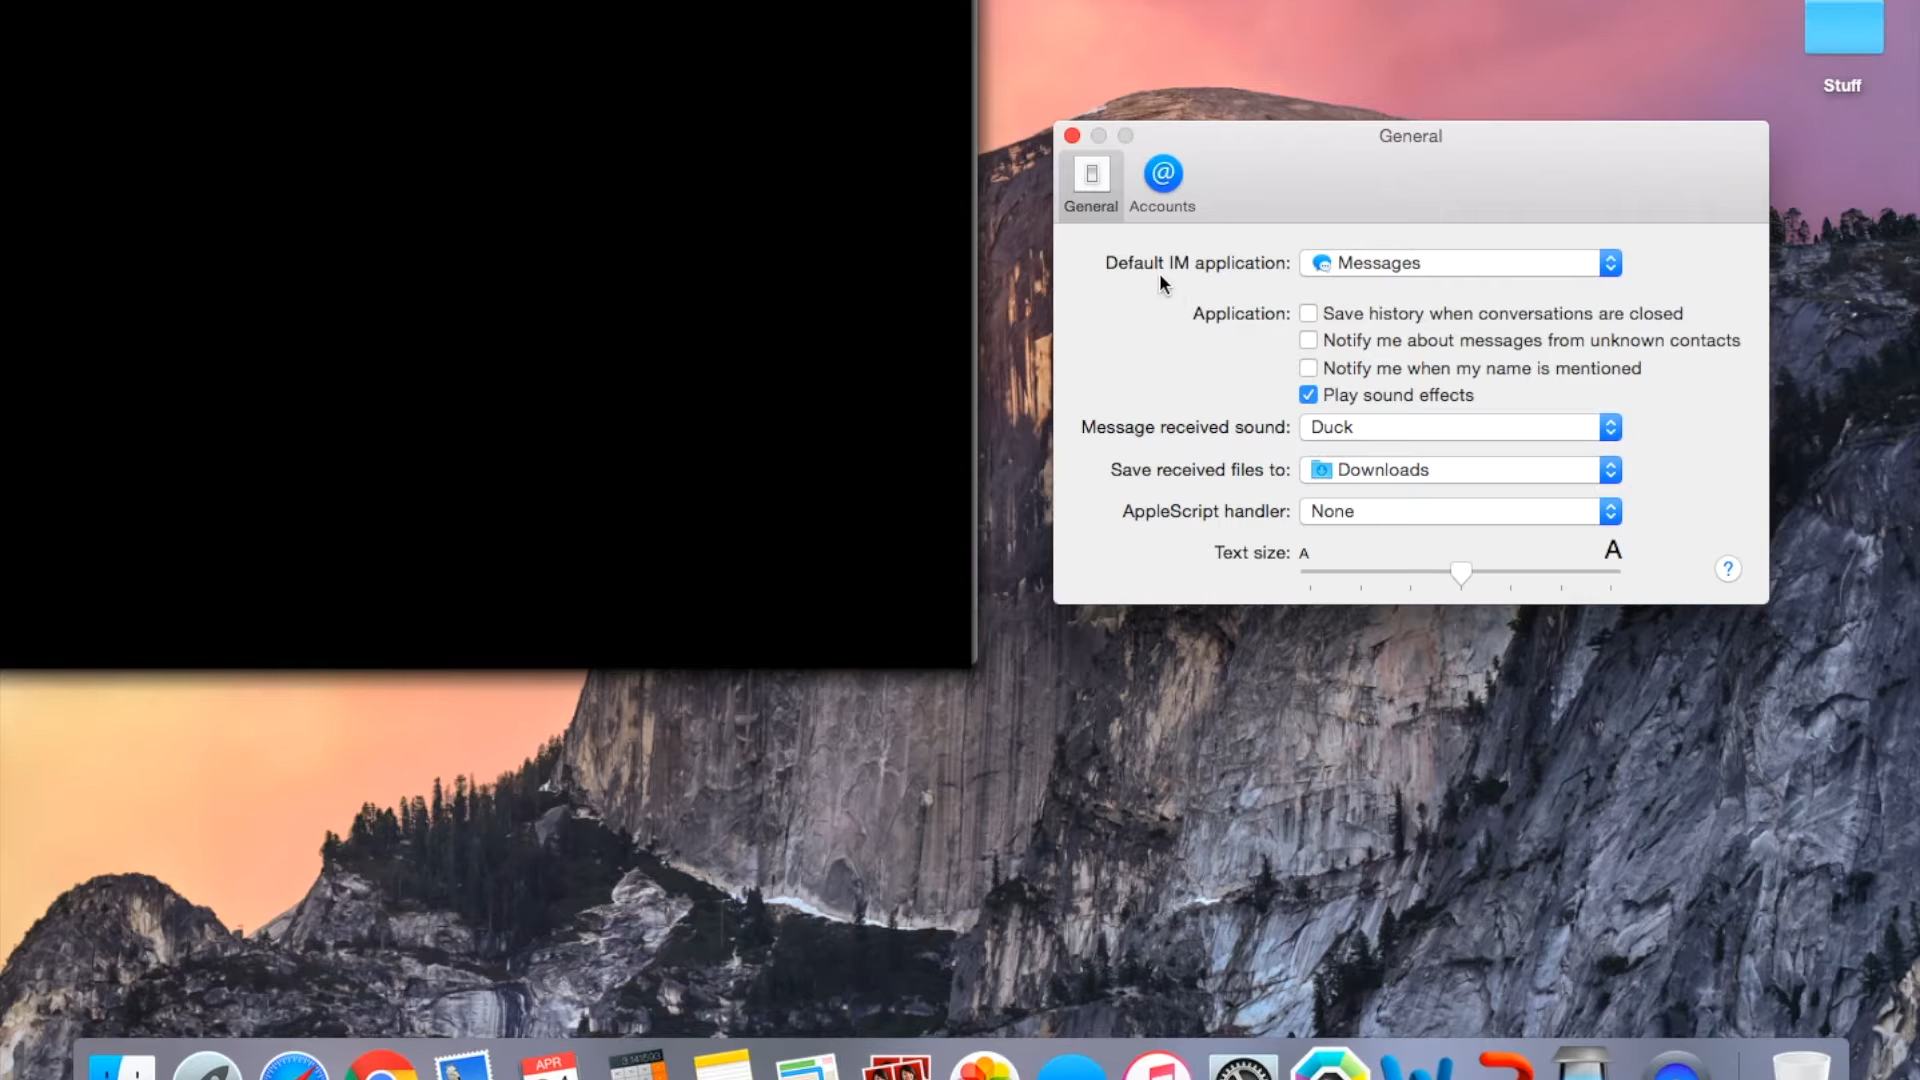 Stuff
General
General Accounts
Default IM application: Messages
Application: Save history when conversations are closed
Notify me about messages from unknown contacts
Notify me when my name is mentioned
Play sound effects
Message received sound: Duck
Save received files to: Downloads
AppleScript handler: None
Text size: A A
?
APR
3.141593